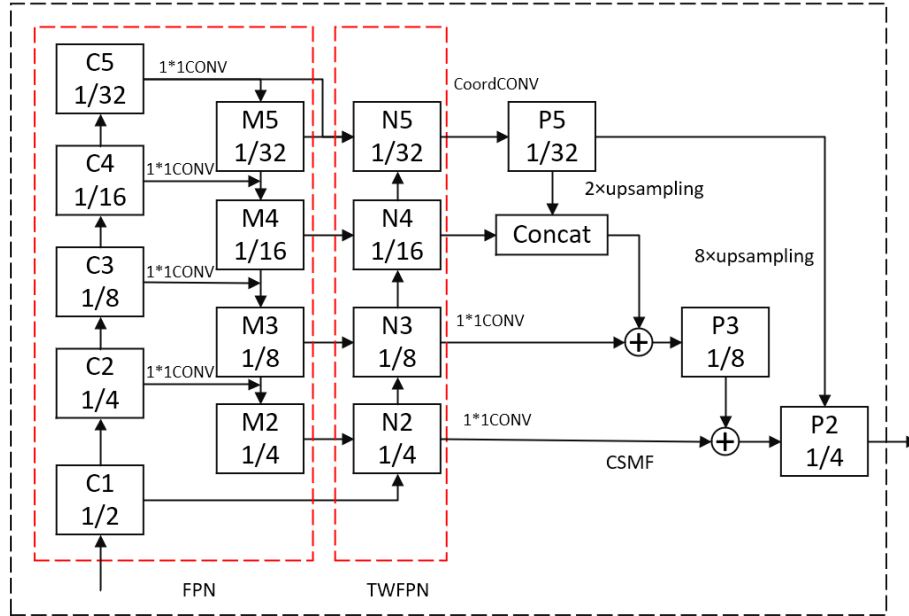 C5
1/32
1*1CONV
M5
1/32
N5
1/32
CoordCONV
P5
1/32
C4
1/16
1*1CONV
2×upsampling
M4
1/16
N4
1/16
Concat
C3
1/8
1*1CONV
8×upsampling
M3
1/8
N3
1/8
1*1CONV
P3
1/8
C2
1/4
1*1CONV
M2
1/4
N2
1/4
1*1CONV
CSMF
P2
1/4
C1
1/2
FPN
TWFPN